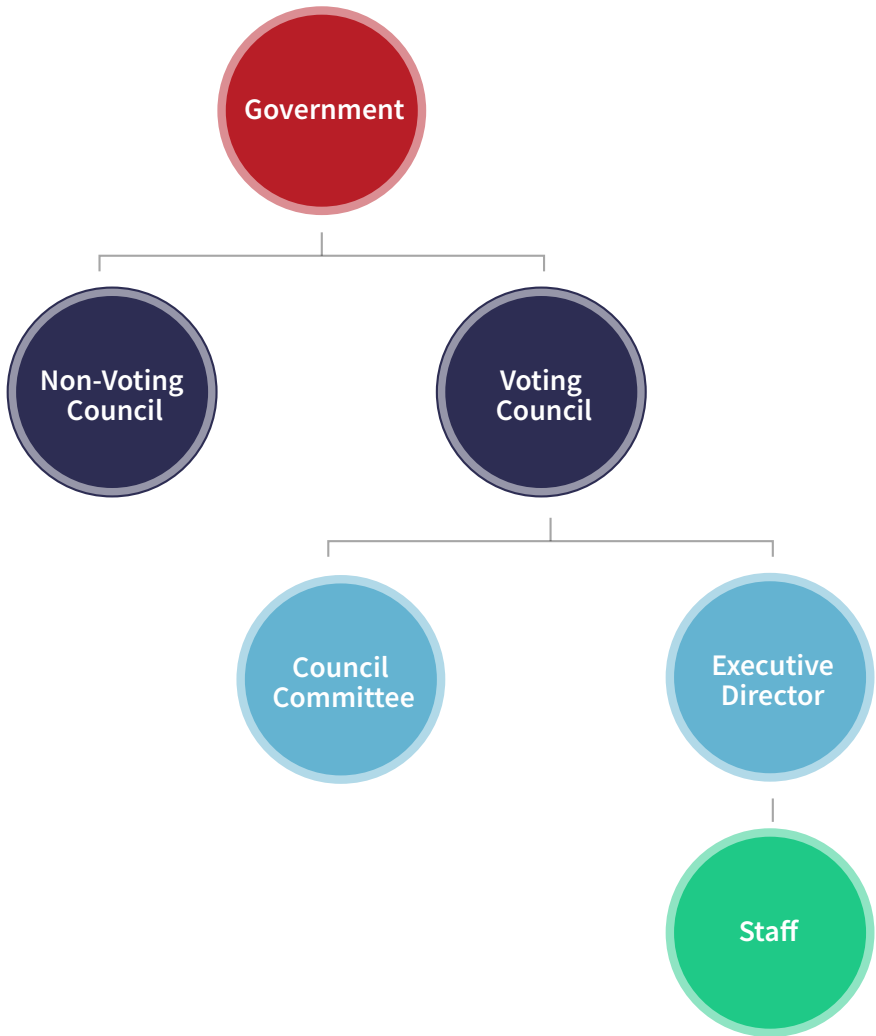 Government
Non-Voting
Council
Voting
Council
Council
Committee
Executive
Director
Staff